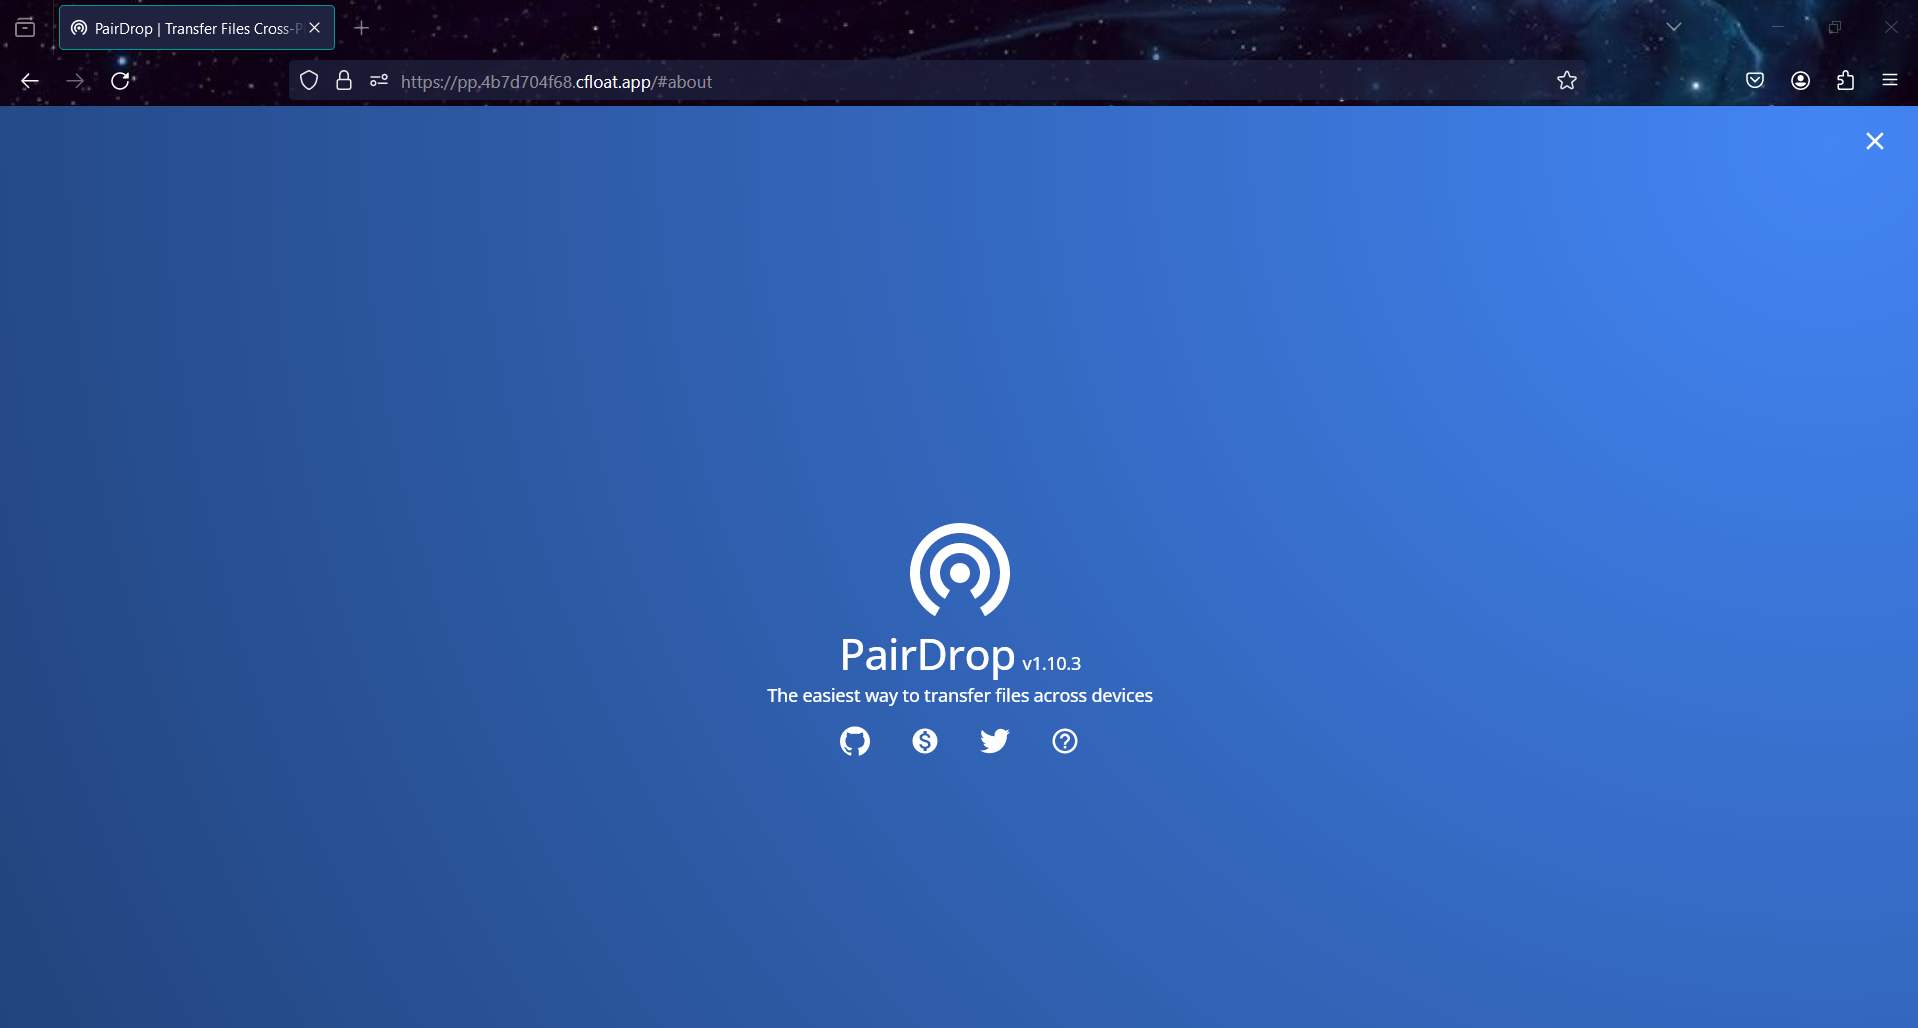 PairDrop | Transfer Files Cross-P
https://pp.4b7d704f68.cfloat.app/#about
PairDrop v1.10.3
The easiest way to transfer files across devices